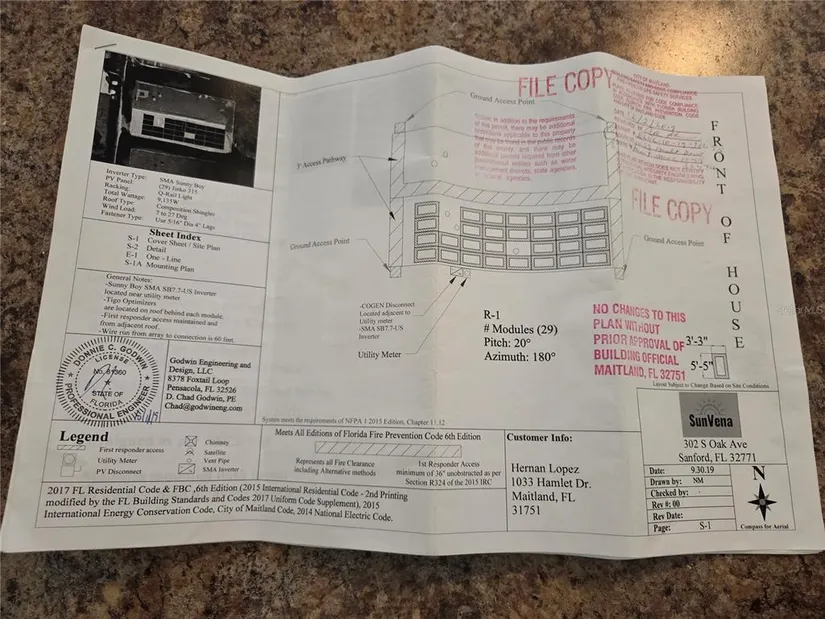 Inverter Type: SMA Sunny Boy
PV Panel: (29) Jinko 315
Racking: Q-Rail Light
Total Wattage: 9,135W
Roof Type: Composition Shingles
Wind Load: 7 to 27 Deg
Fastener Type: Use 5/16" Dia 4" Lags
Sheet Index
S-1 Cover Sheet / Site Plan
S-2 Detail
E-1 One - Line
S-1A Mounting Plan
General Notes:
-Sunny Boy SMA SB7.7-US Inverter
located near utility meter
-Tigo Optimizers
are located on roof behind each module.
-First responder access maintained and
from adjacent roof.
-Wire run from array to connection is 60 feet.
DONNIE C. GODWIN
LICENSE
STATE OF
FLORIDA
PROFESSIONAL ENGINEER
Godwin Engineering and
Design, LLC
8378 Foxtail Loop
Pensacola, FL 32526
D. Chad Godwin, PE
Chad@godwineng.com
Ground Access Point
3' Access Pathway
Ground Access Point
Ground Access Point
-COGEN Disconnect
Located adjacent to
Utility meter
-SMA SB7.7-US
Inverter
Utility Meter
R-1
# Modules (29)
Pitch: 20°
Azimuth: 180°
FILE COPY
FILE COPY
FRONT OF HOUSE
NO CHANGES TO THIS
PLAN WITHOUT
PRIOR APPROVAL OF
BUILDING OFFICIAL
MAITLAND, FL 32751
3'-3"
5'-5"
Layout Subject to Change Based on Site Conditions
System meets the requirements of NFPA 1 2015 Edition, Chapter 11.12
Legend
First responder access
Utility Meter
PV Disconnect
Chimney
Satellite
Vent Pipe
SMA Inverter
Meets All Editions of Florida Fire Prevention Code 6th Edition
Represents all Fire Clearance
including Alternative methods
1st Responder Access
minimum of 36" unobstructed as per
Section R324 of the 2015 IRC
2017 FL Residential Code & FBC ,6th Edition (2015 International Residential Code - 2nd Printing
modified by the FL Building Standards and Codes 2017 Uniform Code Supplement), 2015
International Energy Conservation Code, City of Maitland Code, 2014 National Electric Code.
Customer Info:
Hernan Lopez
1033 Hamlet Dr.
Maitland, FL
31751
SunVena
302 S Oak Ave
Sanford, FL 32771
Date: 9.30.19
Drawn by: NM
Checked by:
Rev #: 00
Rev Date:
Page: S-1
N
Compass for Aerial